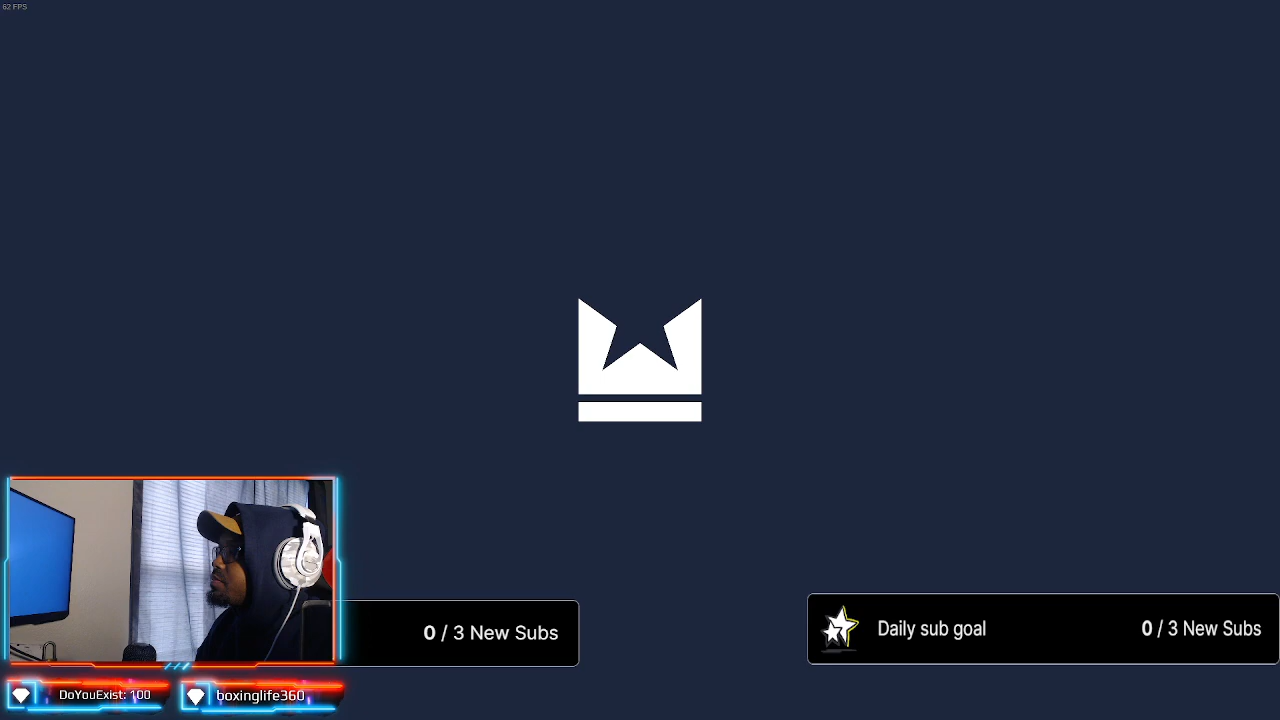 62 FPS
0 / 3 New Subs
Daily sub goal
0 / 3 New Subs
DoYouExist: 100
boxinglife360